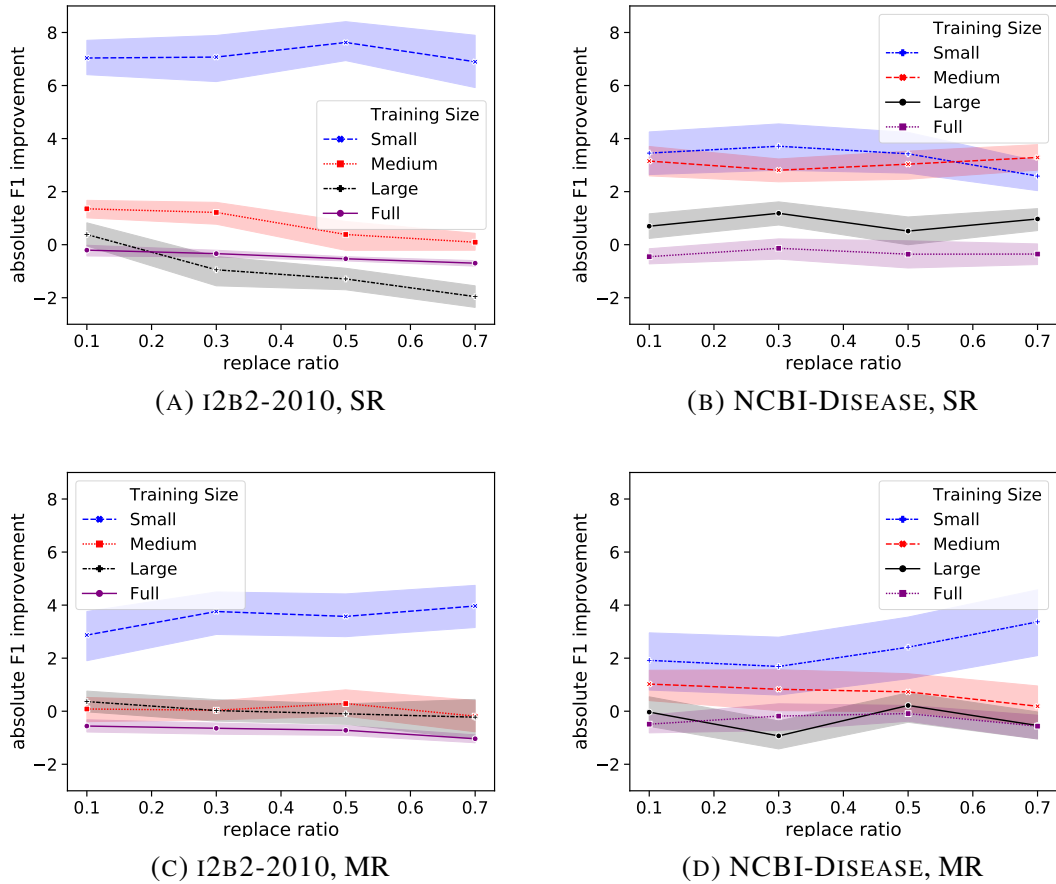 absolute F1 improvement
8
6
4
2
0
−2
Training Size
Small
Medium
Large
Full
0.1 0.2 0.3 0.4 0.5 0.6 0.7
replace ratio
(A) I2B2-2010, SR
absolute F1 improvement
8
6
4
2
0
−2
Training Size
Small
Medium
Large
Full
0.1 0.2 0.3 0.4 0.5 0.6 0.7
replace ratio
(B) NCBI-DISEASE, SR
absolute F1 improvement
8
6
4
2
0
−2
Training Size
Small
Medium
Large
Full
0.1 0.2 0.3 0.4 0.5 0.6 0.7
replace ratio
(C) I2B2-2010, MR
absolute F1 improvement
8
6
4
2
0
−2
Training Size
Small
Medium
Large
Full
0.1 0.2 0.3 0.4 0.5 0.6 0.7
replace ratio
(D) NCBI-DISEASE, MR